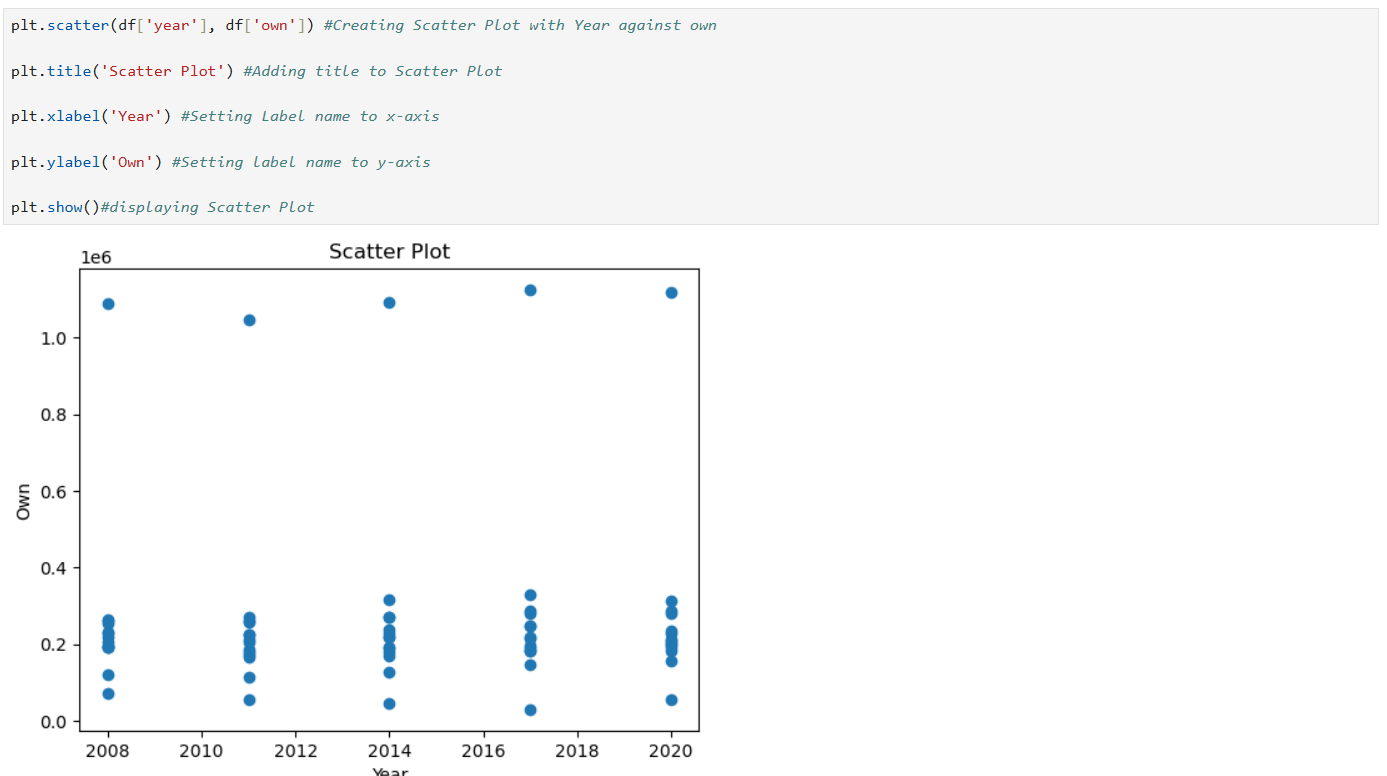 plt.scatter(df['year'], df['own']) #Creating Scatter Plot with Year against own
plt.title('Scatter Plot') #Adding title to Scatter Plot
plt.xlabel('Year') #Setting Label name to x-axis
plt.ylabel('Own') #Setting label name to y-axis
plt.show()#displaying Scatter Plot
Scatter Plot
1e6
1.0
0.8
0.6
0.4
0.2
0.0
Own
2008 2010 2012 2014 2016 2018 2020
Year